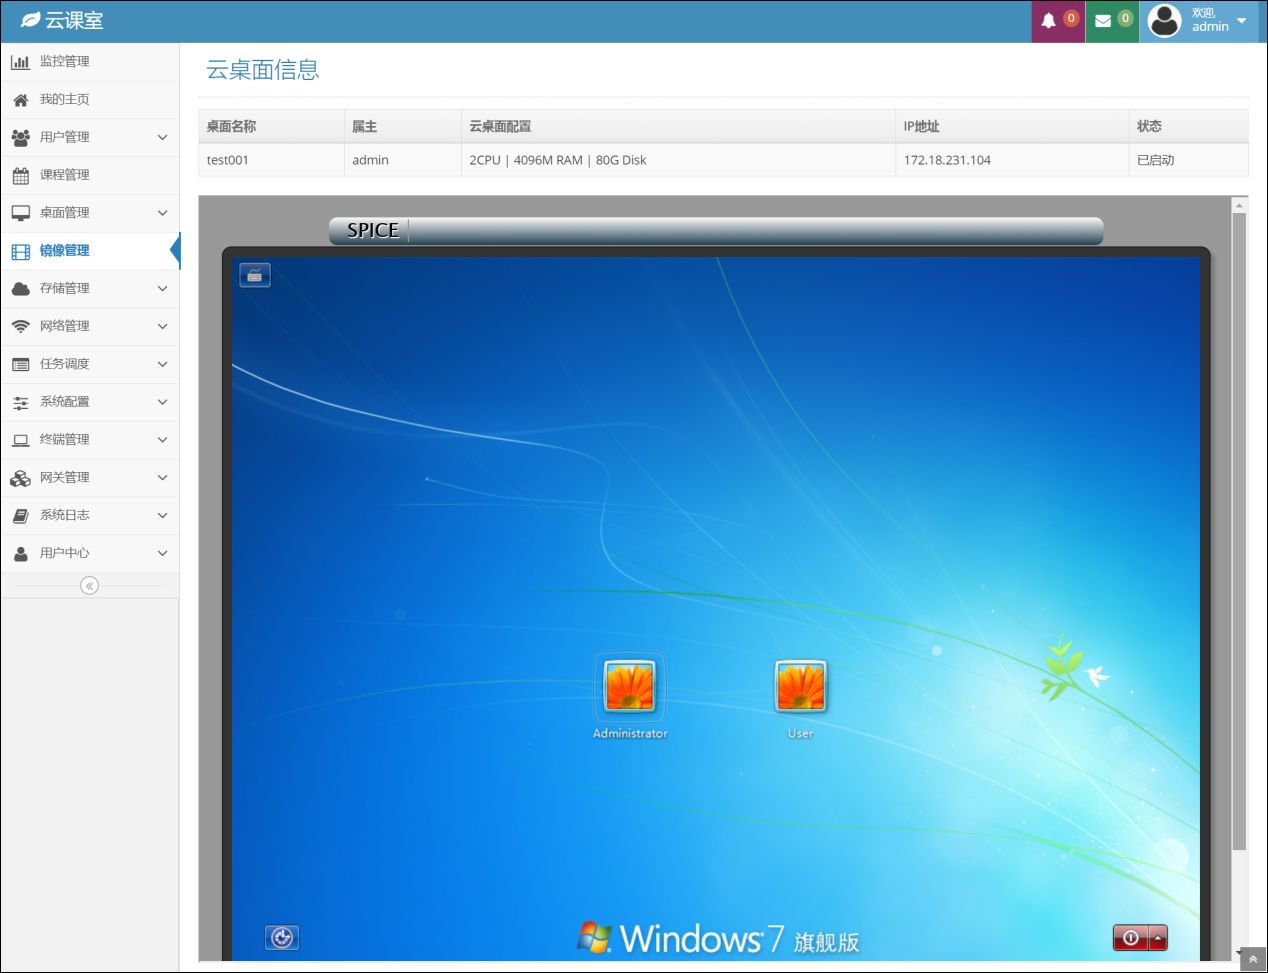 云课室
0
0
欢迎,
admin
监控管理
我的主页
用户管理
课程管理
桌面管理
镜像管理
存储管理
网络管理
任务调度
系统配置
终端管理
网关管理
系统日志
用户中心
云桌面信息
桌面名称 属主 云桌面配置 IP地址 状态
test001 admin 2CPU | 4096M RAM | 80G Disk 172.18.231.104 已启动
SPICE
Administrator
User
Windows 7 旗舰版